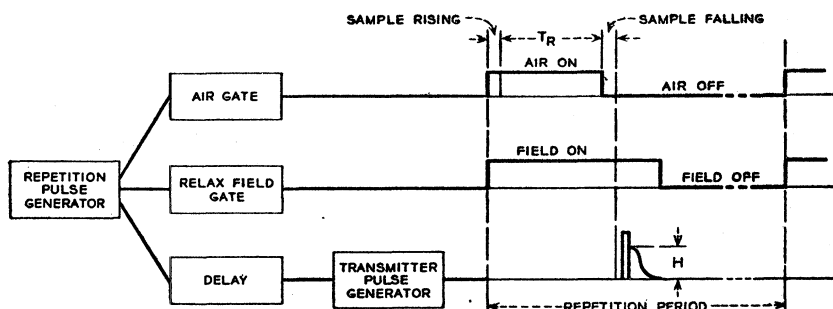 SAMPLE RISING
SAMPLE FALLING
TR
AIR ON
AIR OFF
AIR GATE
FIELD ON
FIELD OFF
REPETITION
PULSE
GENERATOR
RELAX FIELD
GATE
H
DELAY
TRANSMITTER
PULSE
GENERATOR
REPETITION PERIOD